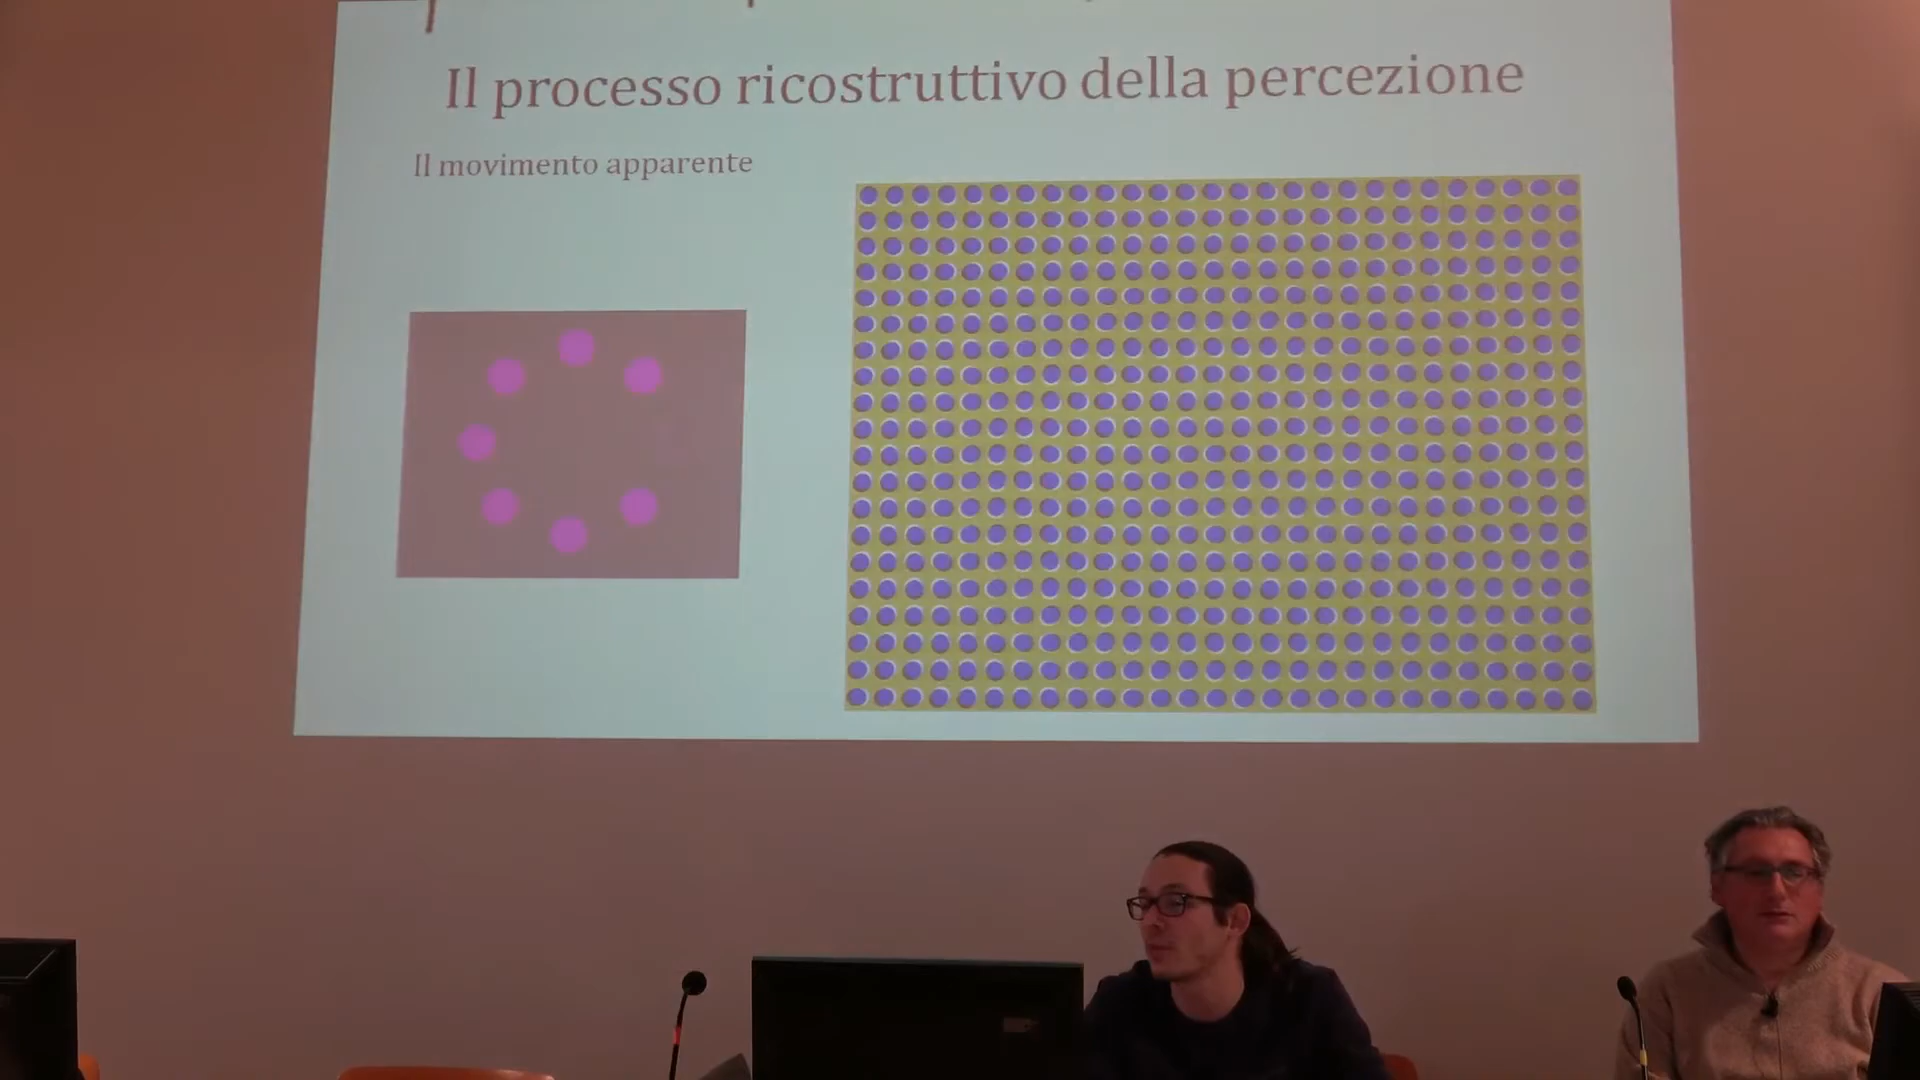 Il processo ricostruttivo della percezione
Il movimento apparente